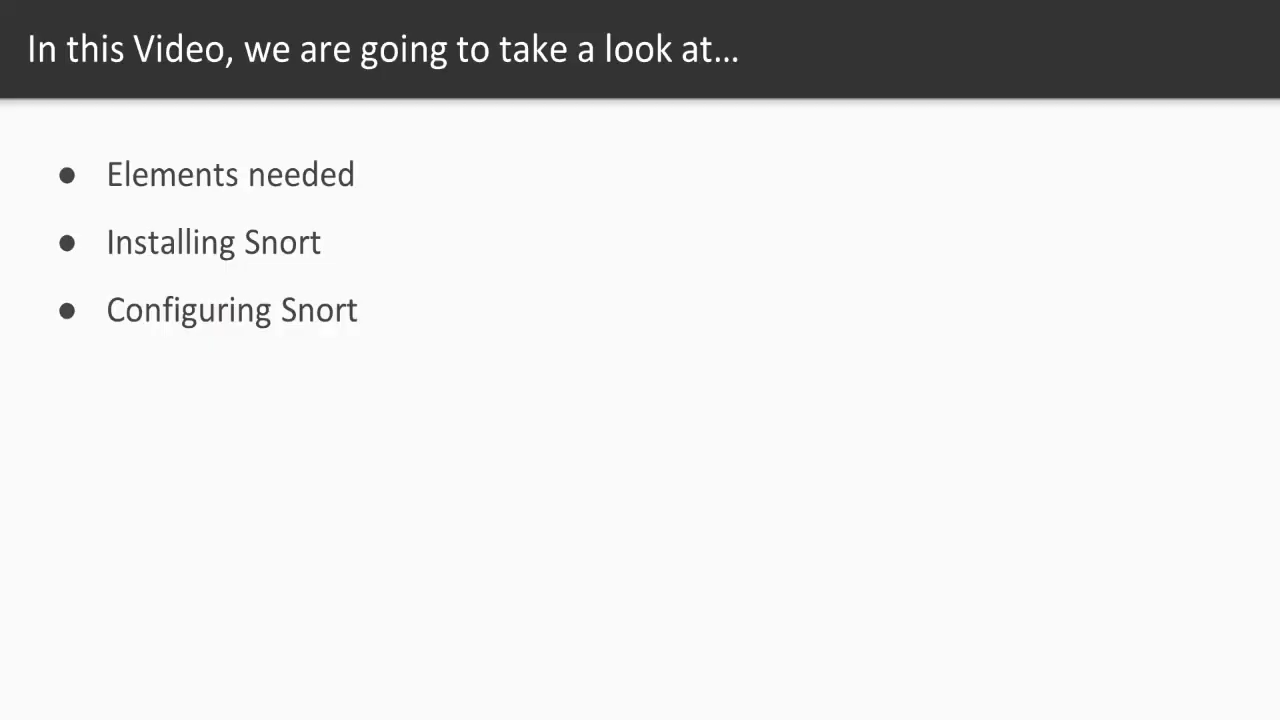 In this Video, we are going to take a look at...
● Elements needed
● Installing Snort
● Configuring Snort